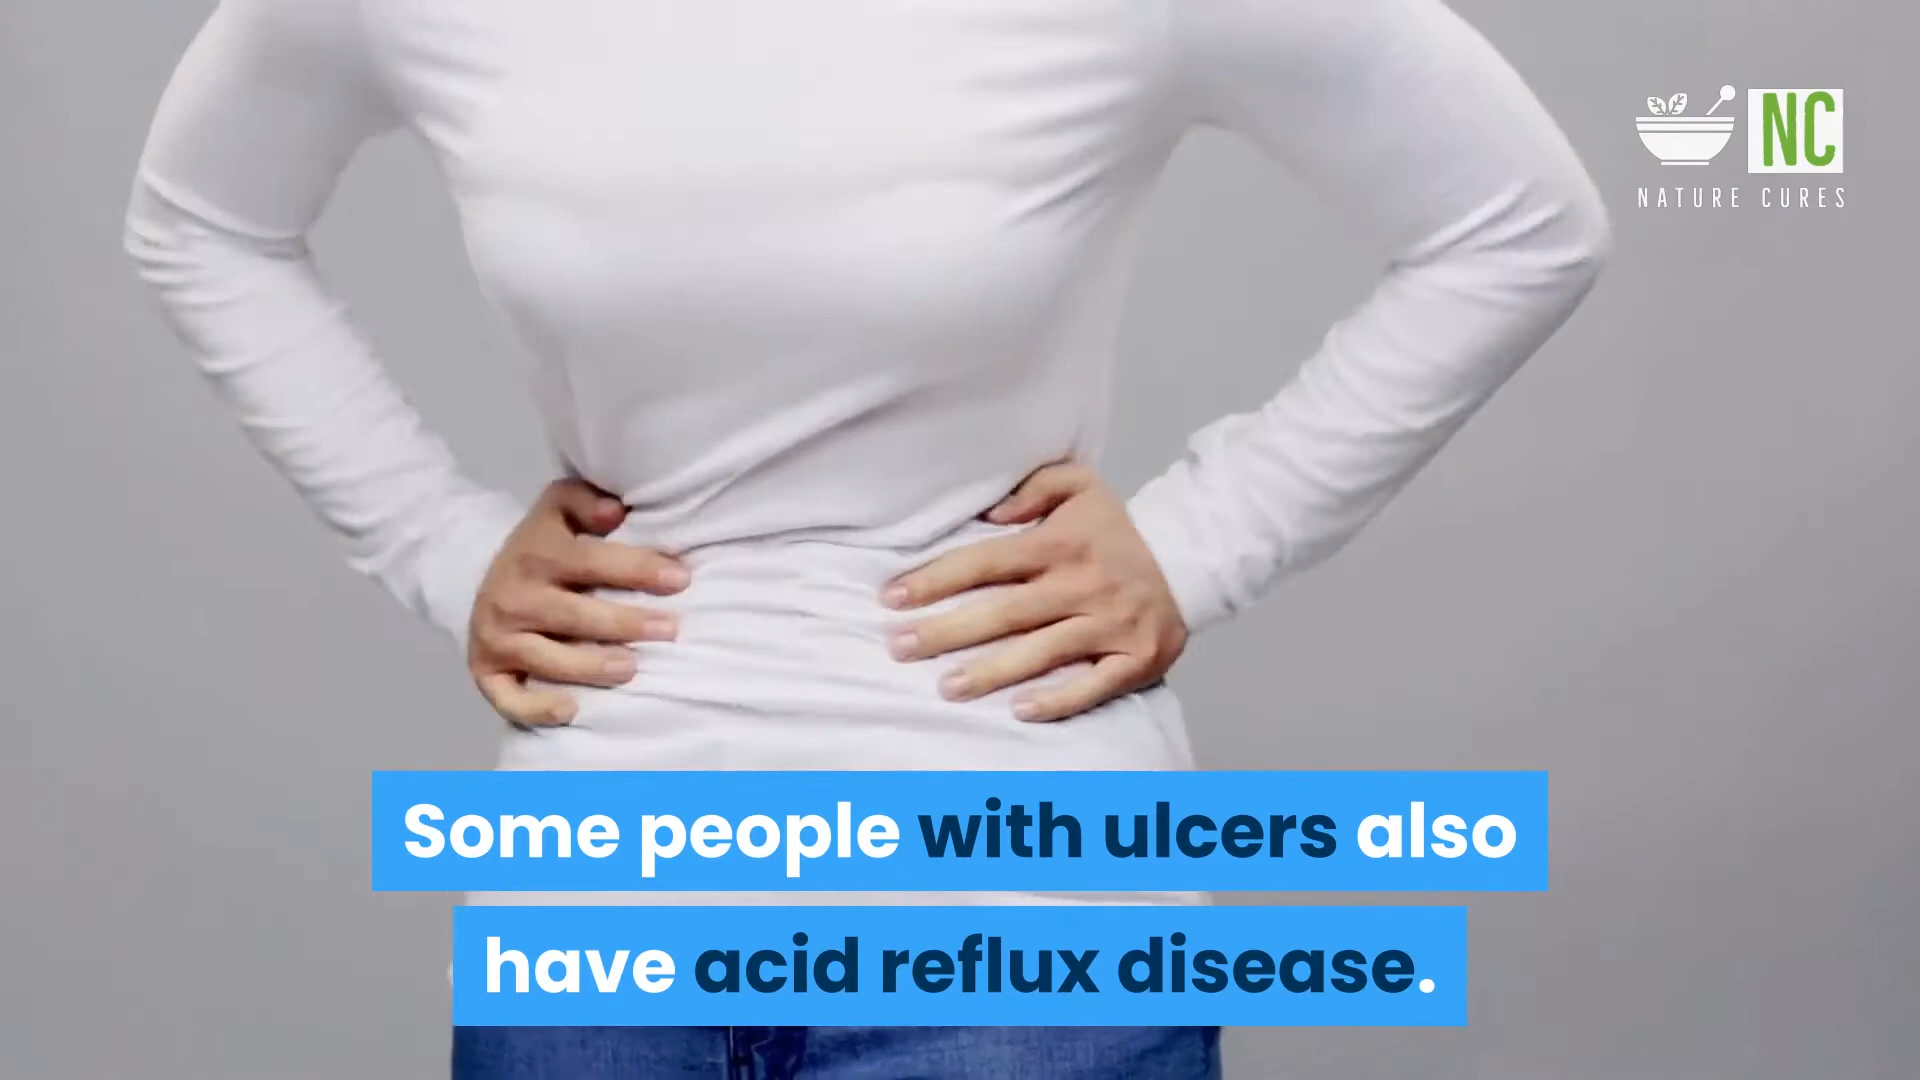 NC
NATURE CURES
Some people with ulcers also
have acid reflux disease.